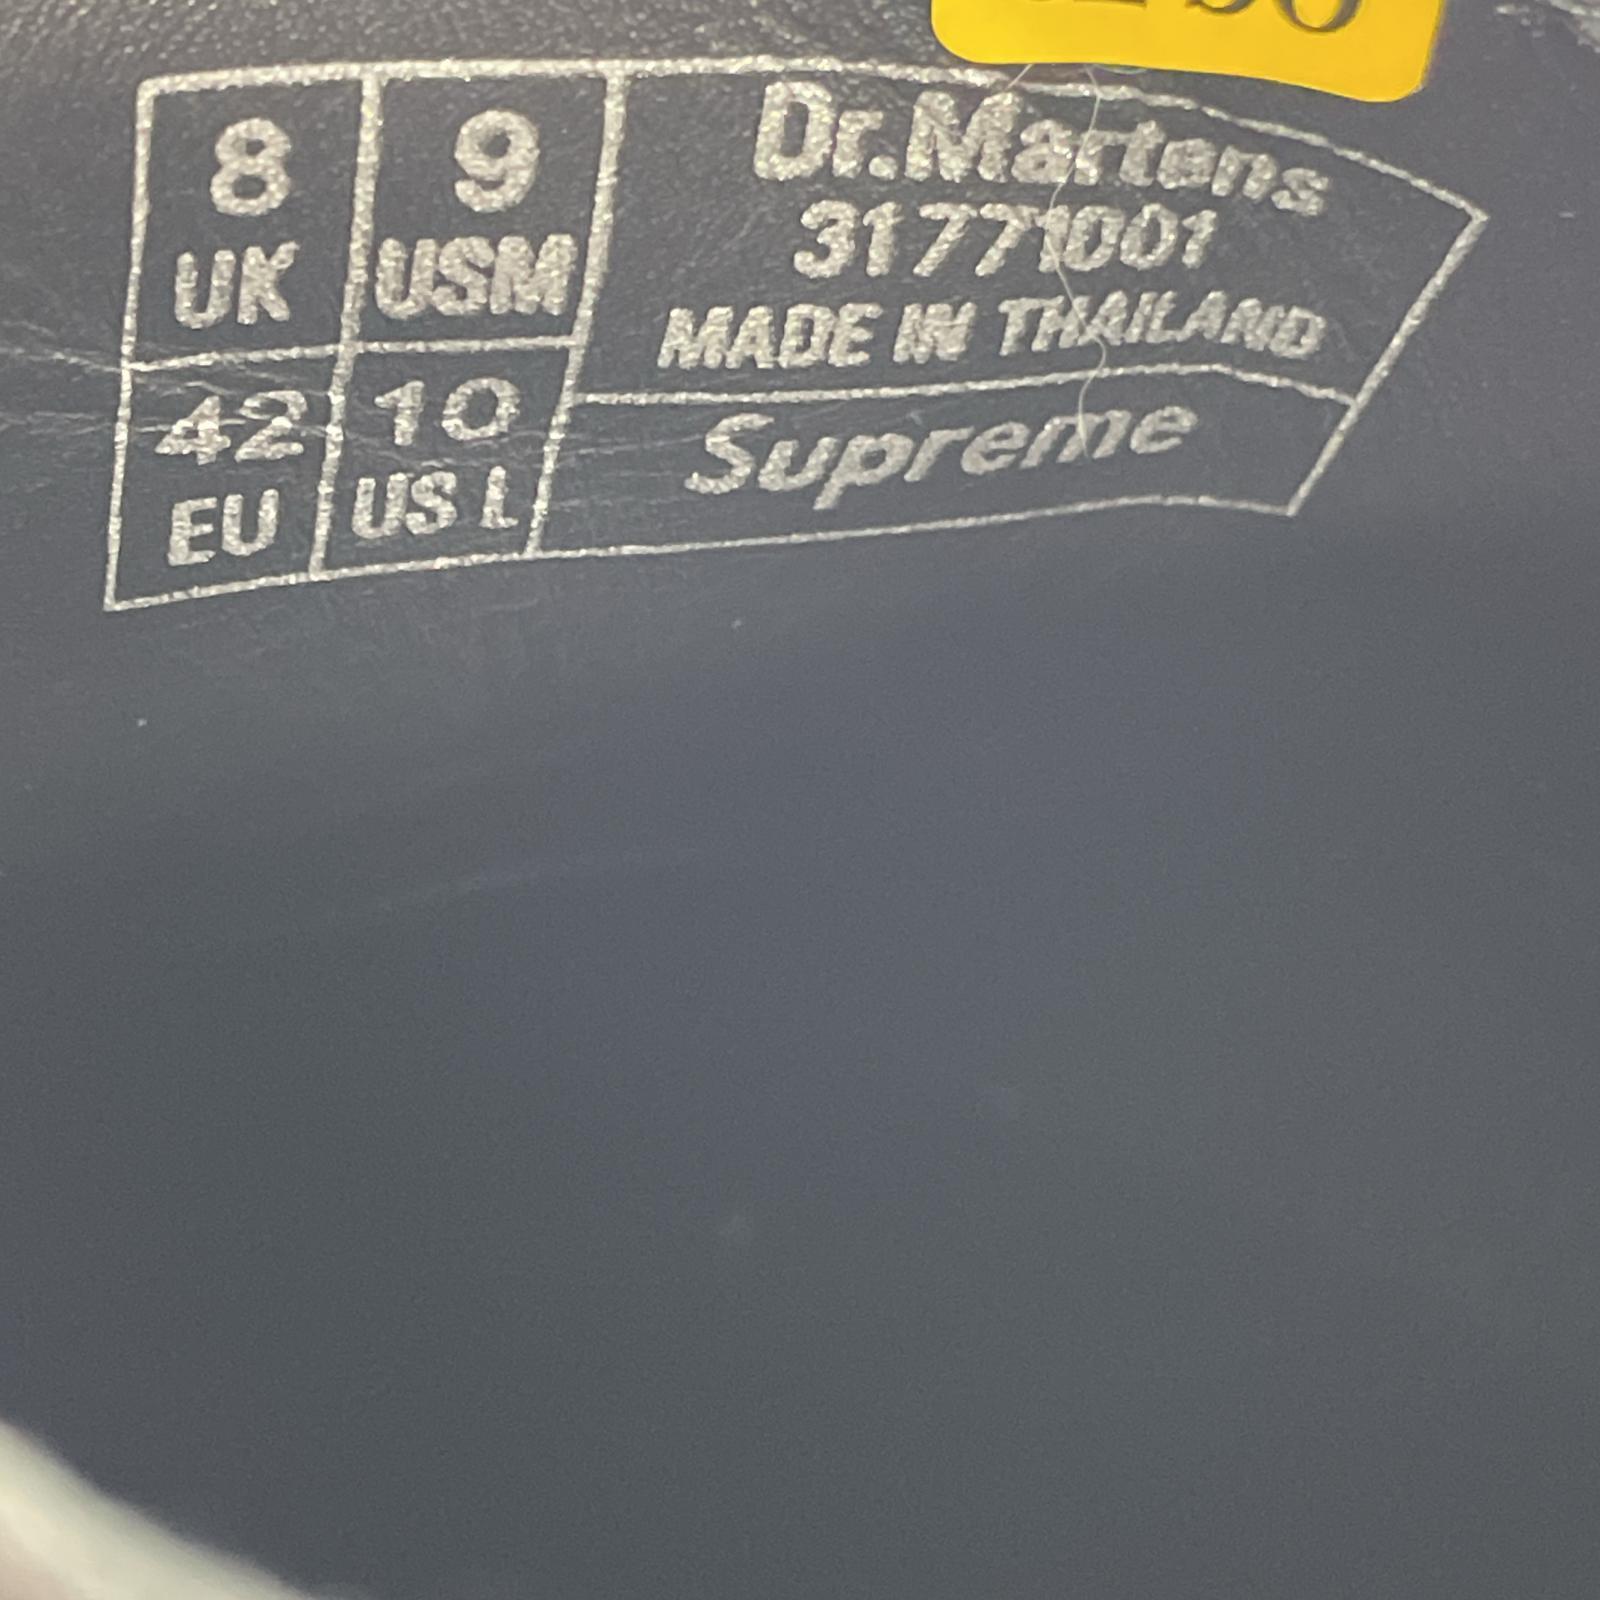 8
UK
9
USM
42
EU
10
US L
Dr.Martens
31771001
MADE IN THAILAND
Supreme